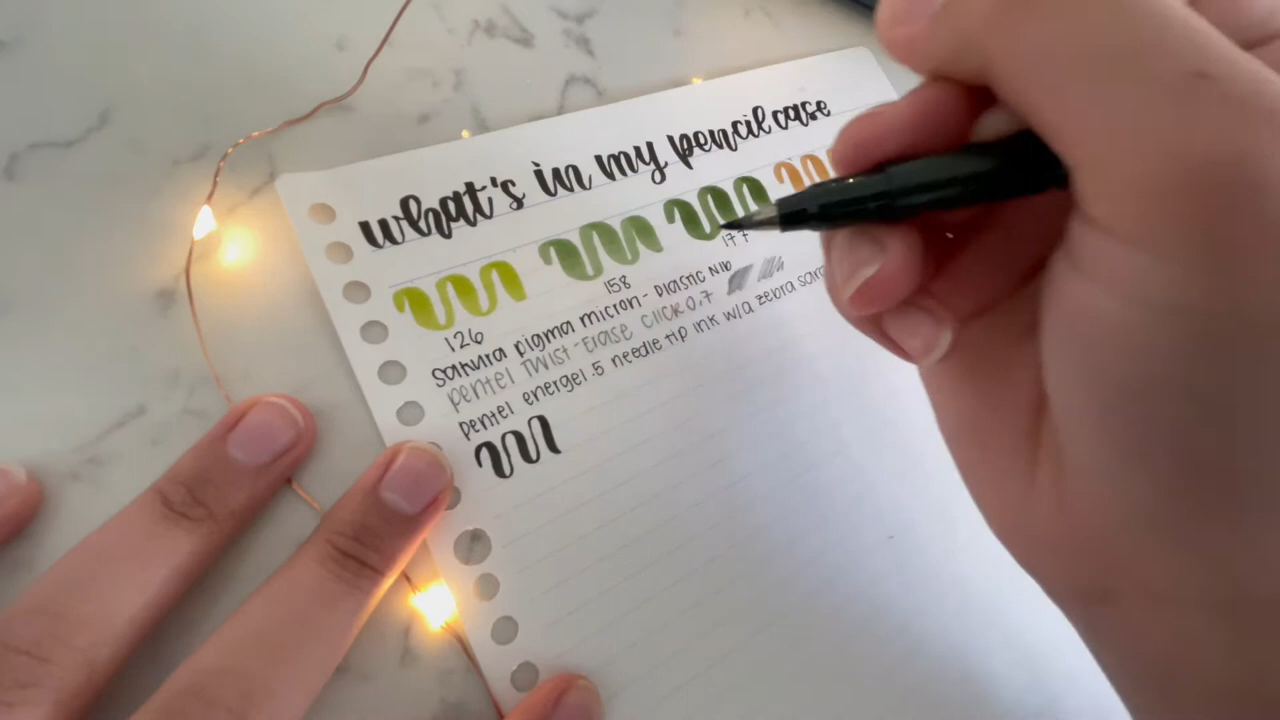 what's in my pencil case
126 158 177
sakura pigma micron - plastic nib
pentel twist-erase click 0.7
pentel energel .5 needle tip ink w/a zebra